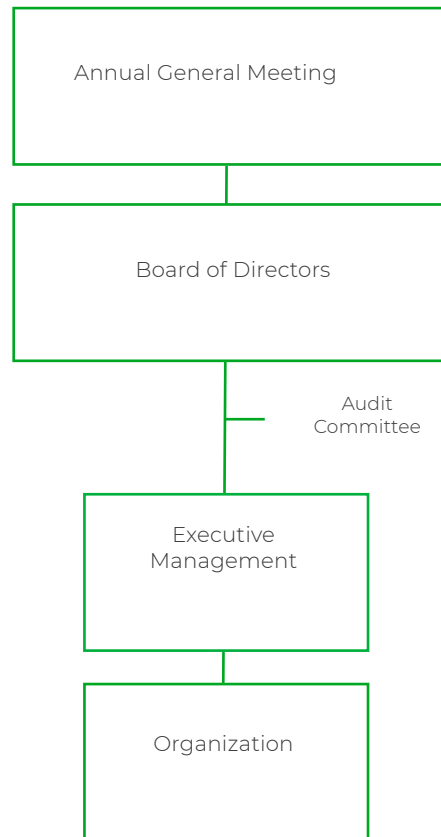 Annual General Meeting
Board of Directors
Audit
Committee
Executive
Management
Organization